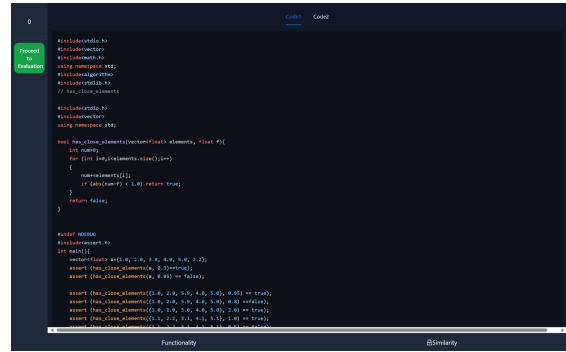 0
Code1 Code2
Proceed
to
Evaluation
#include<stdio.h>
#include<vector>
#include<math.h>
using namespace std;
#include<algorithm>
#include<stdlib.h>
// has_close_elements
#include<stdio.h>
#include<vector>
using namespace std;
bool has_close_elements(vector<float> elements, float f){
int num=0;
for (int i=0;i<elements.size();i++)
{
num+=elements[i];
if (abs(num-f) < 1.0) return true;
}
return false;
}
#undef NDEBUG
#include<assert.h>
int main(){
vector<float> a={1.0, 2.0, 3.9, 4.0, 5.0, 2.2};
assert (has_close_elements(a, 0.3)==true);
assert (has_close_elements(a, 0.05) == false);
assert (has_close_elements({1.0, 2.0, 5.9, 4.0, 5.0}, 0.95) == true);
assert (has_close_elements({1.0, 2.0, 5.9, 4.0, 5.0}, 0.8) ==false);
assert (has_close_elements({1.0, 2.0, 3.0, 4.0, 5.0}, 2.0) == true);
assert (has_close_elements({1.1, 2.2, 3.1, 4.1, 5.1}, 1.0) == true);
Functionality
Similarity